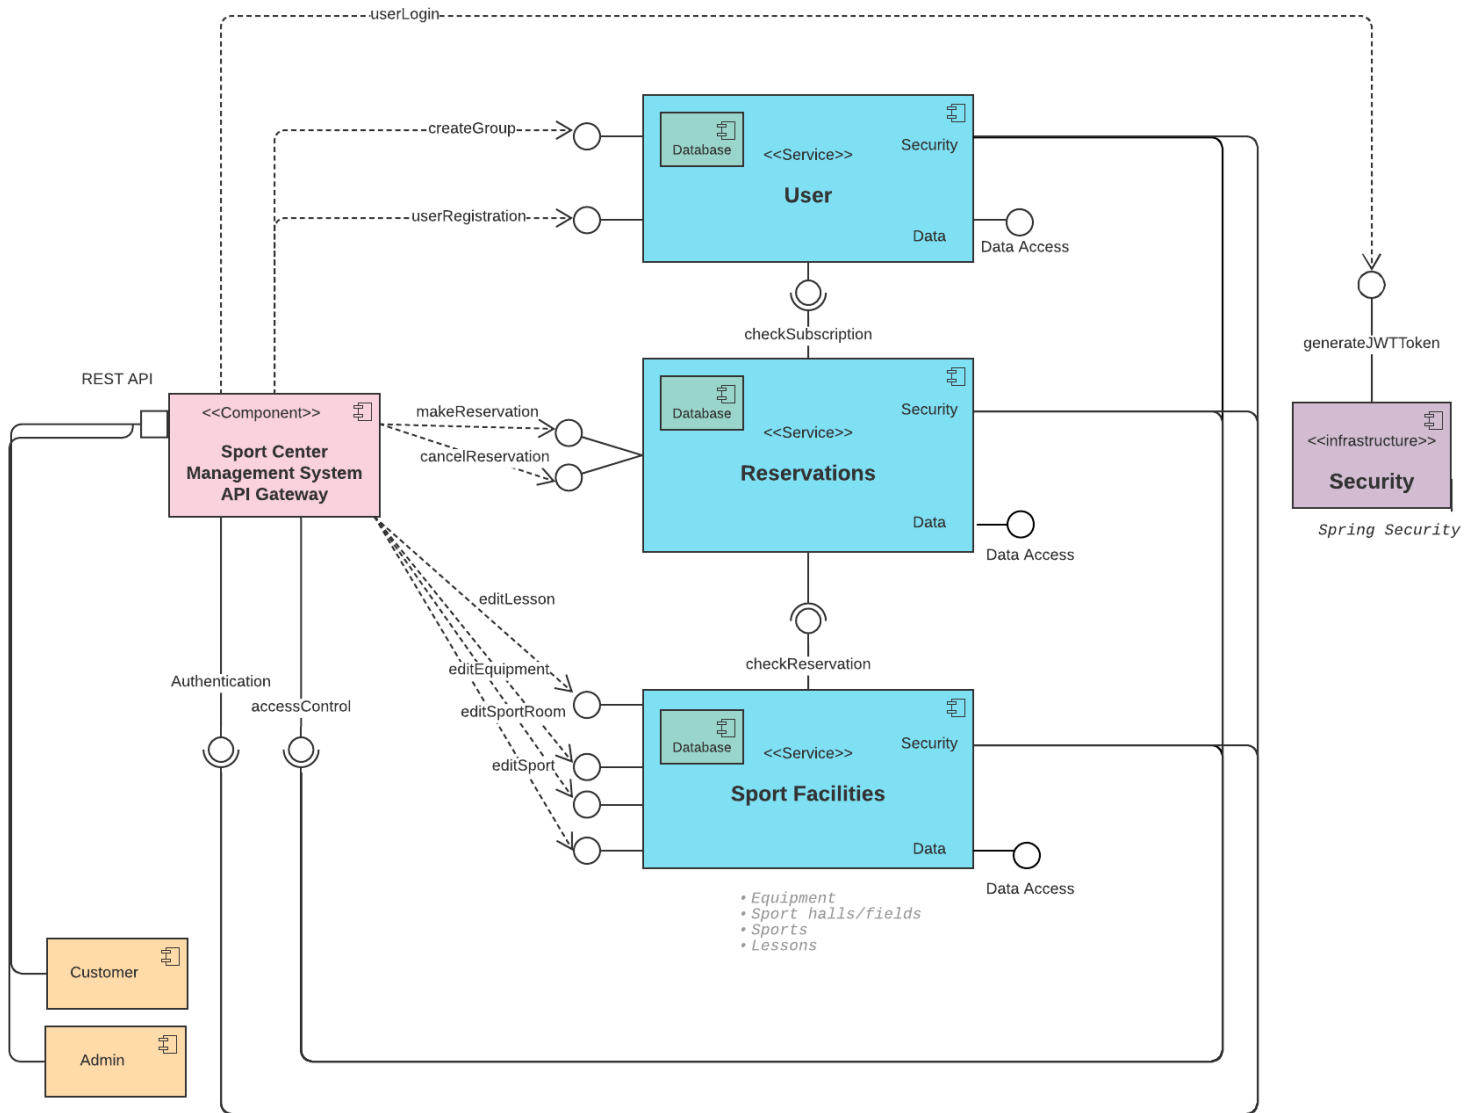 userLogin
createGroup
Database
<<Service>>
Security
User
userRegistration
Data
Data Access
checkSubscription
generateJWTToken
REST API
<<Component>>
Sport Center
Management System
API Gateway
makeReservation
cancelReservation
Database
<<Service>>
Security
Reservations
Data
Data Access
<<infrastructure>>
Security
Spring Security
editLesson
editEquipment
editSportRoom
editSport
Authentication
accessControl
checkReservation
Database
<<Service>>
Security
Sport Facilities
Data
Data Access
• Equipment
• Sport halls/fields
• Sports
• Lessons
Customer
Admin